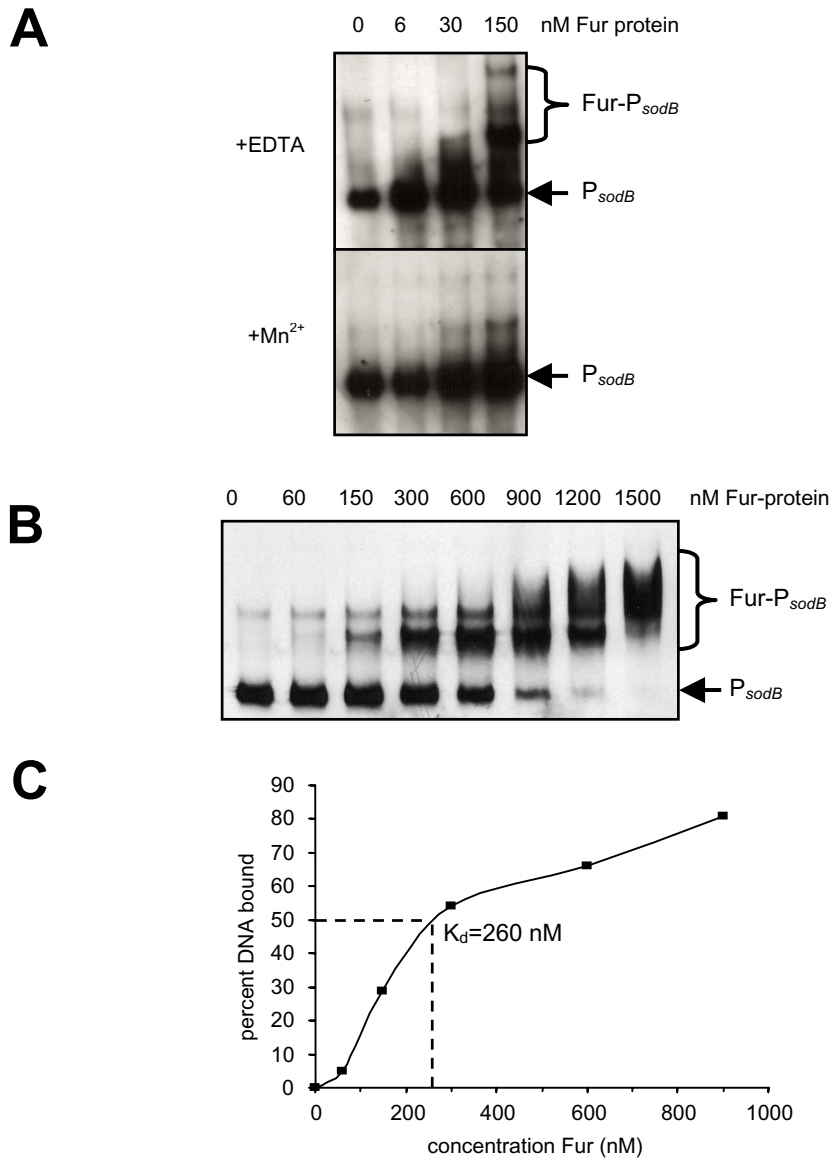 A
0 6 30 150 nM Fur protein
+EDTA
Fur-PsodB
PsodB
+Mn2+
PsodB
B
0 60 150 300 600 900 1200 1500 nM Fur-protein
Fur-PsodB
PsodB
C
percent DNA bound
90
80
70
60
50
40
30
20
10
0
Kd=260 nM
0 200 400 600 800 1000
concentration Fur (nM)